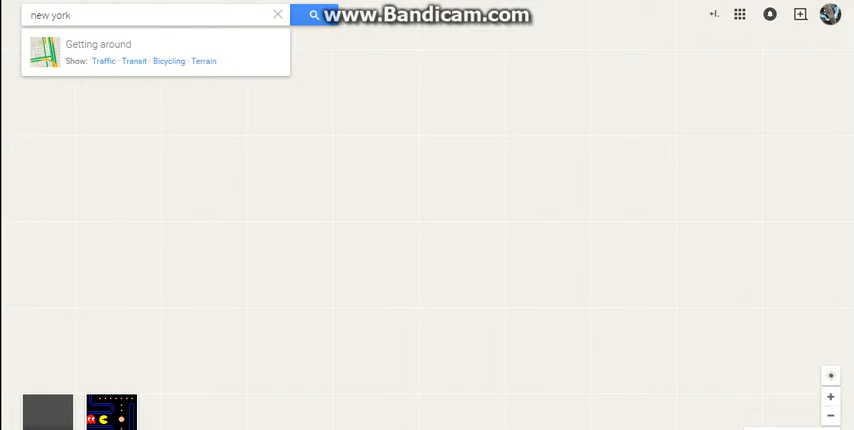 new york
www.Bandicam.com
+I.
Getting around
Show: Traffic · Transit · Bicycling · Terrain